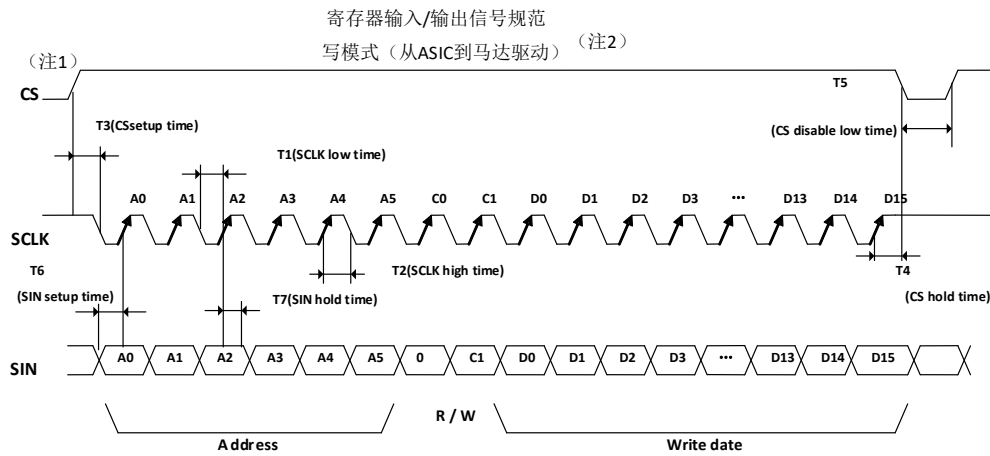 寄存器输入/输出信号规范
写模式（从ASIC到马达驱动）（注2）
（注1）
CS
T5
T3(CSsetup time)
(CS disable low time)
T1(SCLK low time)
A0 A1 A2 A3 A4 A5 C0 C1 D0 D1 D2 D3 ... D13 D14 D15
SCLK
T6
T2(SCLK high time)
T4
(SIN setup time)
T7(SIN hold time)
(CS hold time)
SIN
A0 A1 A2 A3 A4 A5 0 C1 D0 D1 D2 D3 ... D13 D14 D15
R / W
Address
Write date